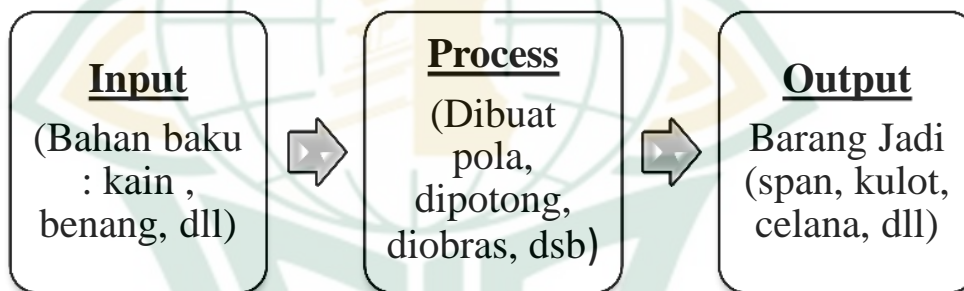 Input
(Bahan baku
: kain ,
benang, dll)
Process
(Dibuat
pola,
dipotong,
diobras, dsb)
Output
Barang Jadi
(span, kulot,
celana, dll)